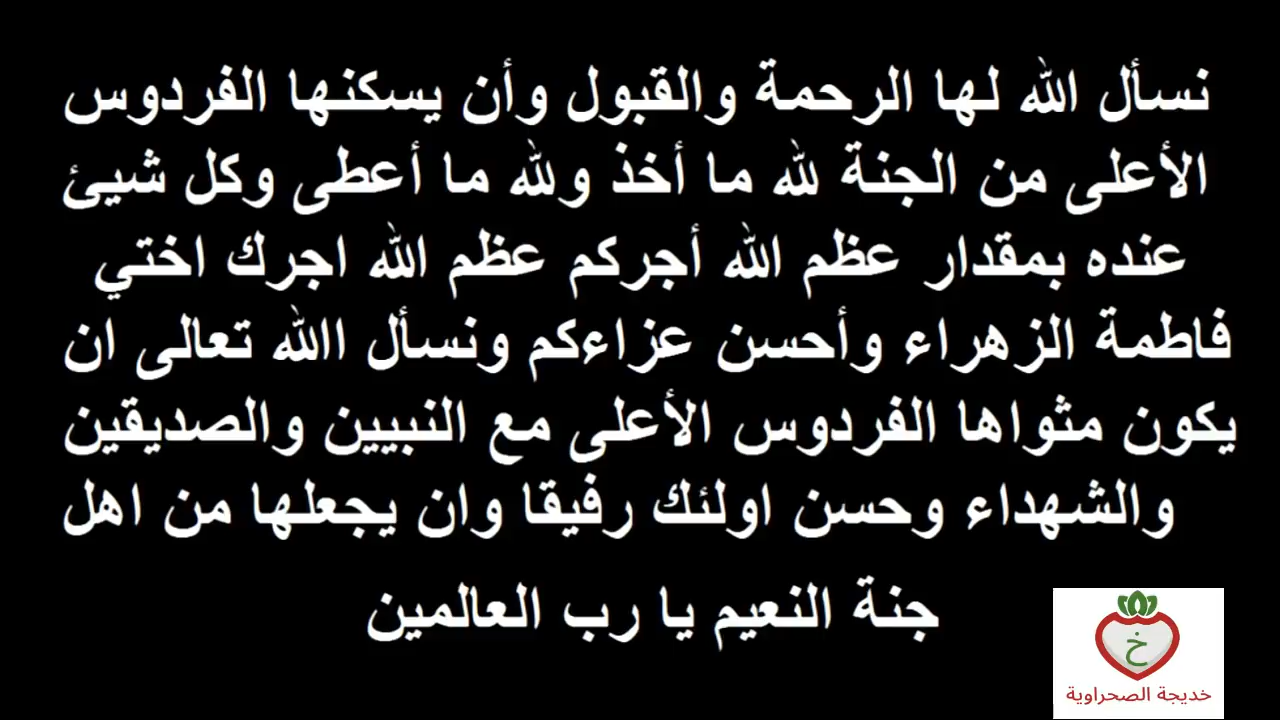 نسأل الله لها الرحمة والقبول وأن يسكنها الفردوس
الأعلى من الجنة لله ما أخذ ولله ما أعطى وكل شيئ
عنده بمقدار عظم الله أجركم عظم الله اجرك اختي
فاطمة الزهراء وأحسن عزاءكم ونسأل االله تعالى ان
يكون مثواها الفردوس الأعلى مع النبيين والصديقين
والشهداء وحسن اولئك رفيقا وان يجعلها من اهل
جنة النعيم يا رب العالمين
خ
خديجة الصحراوية